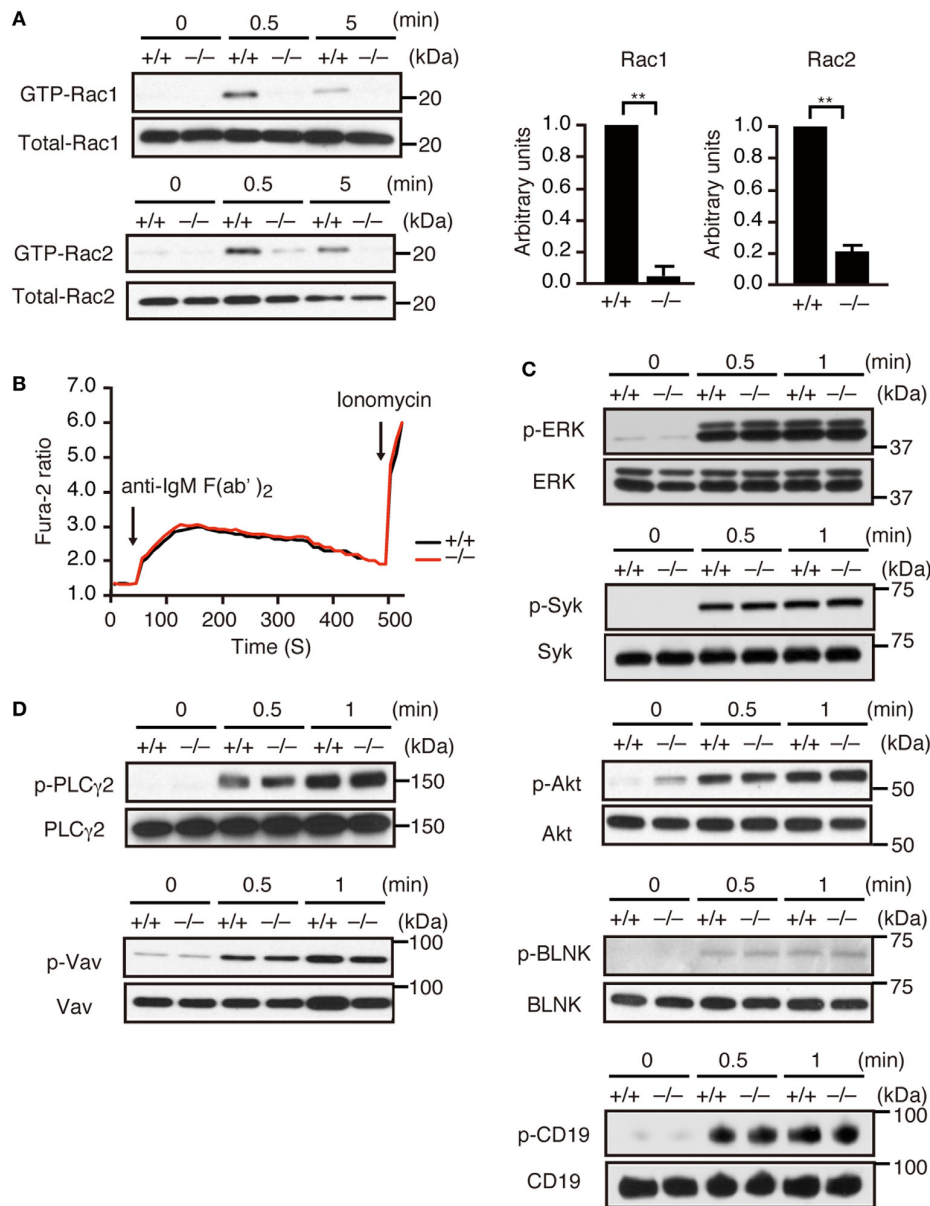 A
0 0.5 5 (min)
+/+ –/– +/+ –/– +/+ –/– (kDa)
GTP-Rac1 20
Total-Rac1 20
0 0.5 5 (min)
+/+ –/– +/+ –/– +/+ –/– (kDa)
GTP-Rac2 20
Total-Rac2 20
Rac1
**
Arbitrary units
1.0
0.8
0.6
0.4
0.2
0.0
+/+ –/–
Rac2
**
Arbitrary units
1.0
0.8
0.6
0.4
0.2
0.0
+/+ –/–
B
Fura-2 ratio
7.0
6.0
5.0
4.0
3.0
2.0
1.0
anti-IgM F(ab')2
Ionomycin
+/+
–/–
0 100 200 300 400 500
Time (S)
C
0 0.5 1 (min)
+/+ –/– +/+ –/– +/+ –/– (kDa)
p-ERK 37
ERK 37
0 0.5 1 (min)
+/+ –/– +/+ –/– +/+ –/– (kDa)
p-Syk 75
Syk 75
0 0.5 1 (min)
+/+ –/– +/+ –/– +/+ –/– (kDa)
p-Akt 50
Akt 50
0 0.5 1 (min)
+/+ –/– +/+ –/– +/+ –/– (kDa)
p-BLNK 75
BLNK 75
0 0.5 1 (min)
+/+ –/– +/+ –/– +/+ –/– (kDa)
p-CD19 100
CD19 100
D
0 0.5 1 (min)
+/+ –/– +/+ –/– +/+ –/– (kDa)
p-PLCγ2 150
PLCγ2 150
0 0.5 1 (min)
+/+ –/– +/+ –/– +/+ –/– (kDa)
p-Vav 100
Vav 100